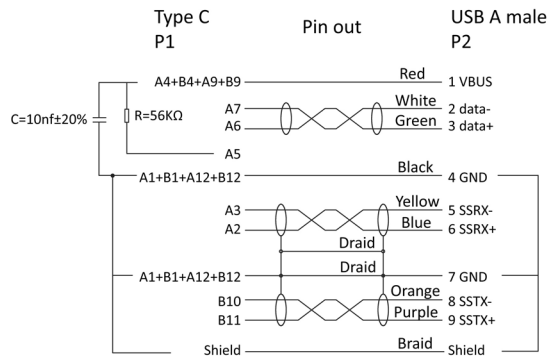 Type C Pin out USB A male
P1 P2
A4+B4+A9+B9 Red 1 VBUS
A7 White 2 data-
C=10nf±20% R=56KΩ
A6 Green 3 data+
A5
A1+B1+A12+B12 Black 4 GND
A3 Yellow 5 SSRX-
A2 Blue 6 SSRX+
Draid
A1+B1+A12+B12 Draid 7 GND
B10 Orange 8 SSTX-
B11 Purple 9 SSTX+
Shield Braid Shield